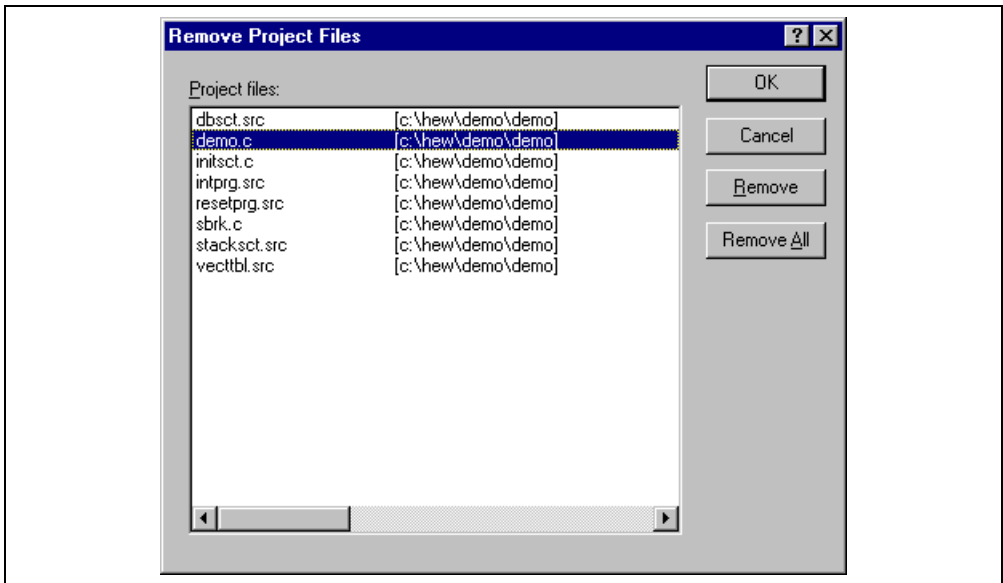 Remove Project Files
Project files:
dbsct.src [c:\hew\demo\demo]
demo.c [c:\hew\demo\demo]
initsct.c [c:\hew\demo\demo]
intprg.src [c:\hew\demo\demo]
resetprg.src [c:\hew\demo\demo]
sbrk.c [c:\hew\demo\demo]
stacksct.src [c:\hew\demo\demo]
vecttbl.src [c:\hew\demo\demo]
OK
Cancel
Remove
Remove All